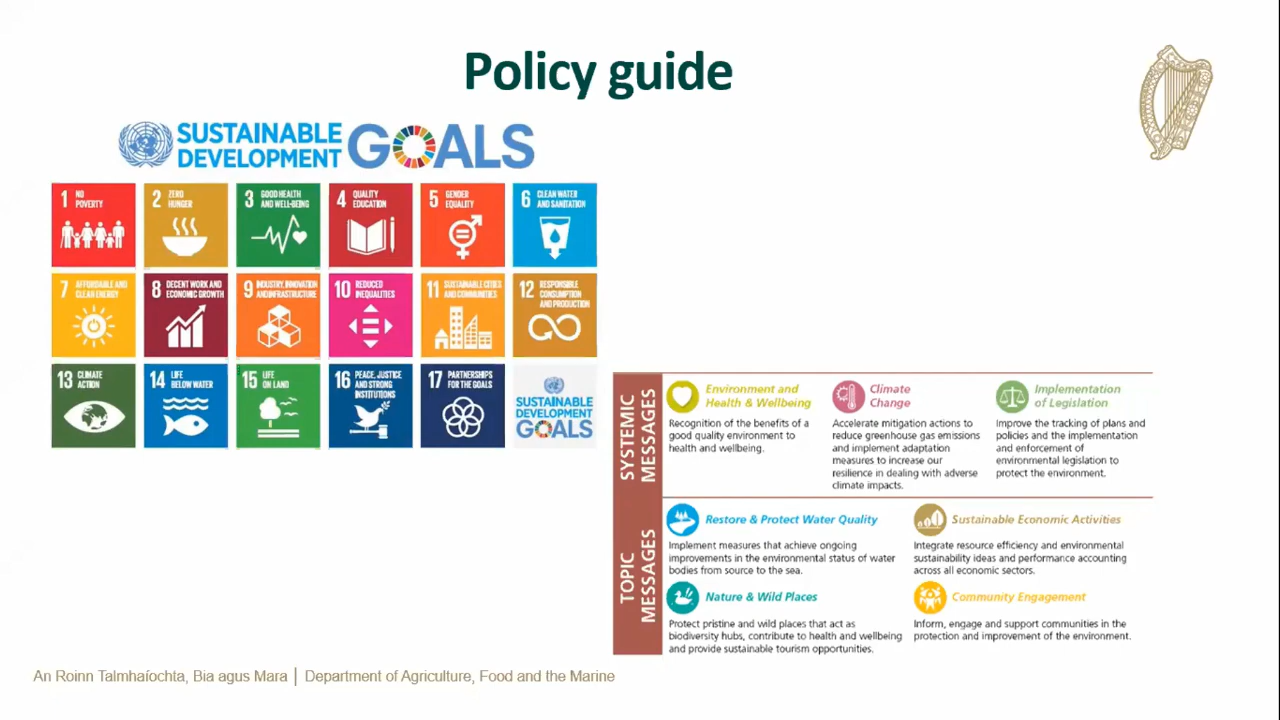 Policy guide
SUSTAINABLE
DEVELOPMENT
GOALS
1 NO
POVERTY
2 ZERO
HUNGER
3 GOOD HEALTH
AND WELL-BEING
4 QUALITY
EDUCATION
5 GENDER
EQUALITY
6 CLEAN WATER
AND SANITATION
7 AFFORDABLE AND
CLEAN ENERGY
8 DECENT WORK AND
ECONOMIC GROWTH
9 INDUSTRY, INNOVATION
AND INFRASTRUCTURE
10 REDUCED
INEQUALITIES
11 SUSTAINABLE CITIES
AND COMMUNITIES
12 RESPONSIBLE
CONSUMPTION
AND PRODUCTION
13 CLIMATE
ACTION
14 LIFE
BELOW WATER
15 LIFE
ON LAND
16 PEACE, JUSTICE
AND STRONG
INSTITUTIONS
17 PARTNERSHIPS
FOR THE GOALS
SUSTAINABLE
DEVELOPMENT
GOALS
SYSTEMIC
MESSAGES
Environment and
Health & Wellbeing
Recognition of the benefits of a
good quality environment to
health and wellbeing.
Climate
Change
Accelerate mitigation actions to
reduce greenhouse gas emissions
and implement adaptation
measures to increase our
resilience in dealing with adverse
climate impacts.
Implementation
of Legislation
Improve the tracking of plans and
policies and the implementation
and enforcement of
environmental legislation to
protect the environment.
TOPIC
MESSAGES
Restore & Protect Water Quality
Implement measures that achieve ongoing
improvements in the environmental status of water
bodies from source to the sea.
Sustainable Economic Activities
Integrate resource efficiency and environmental
sustainability ideas and performance accounting
across all economic sectors.
Nature & Wild Places
Protect pristine and wild places that act as
biodiversity hubs, contribute to health and wellbeing
and provide sustainable tourism opportunities.
Community Engagement
Inform, engage and support communities in the
protection and improvement of the environment.
An Roinn Talmhaíochta, Bia agus Mara | Department of Agriculture, Food and the Marine